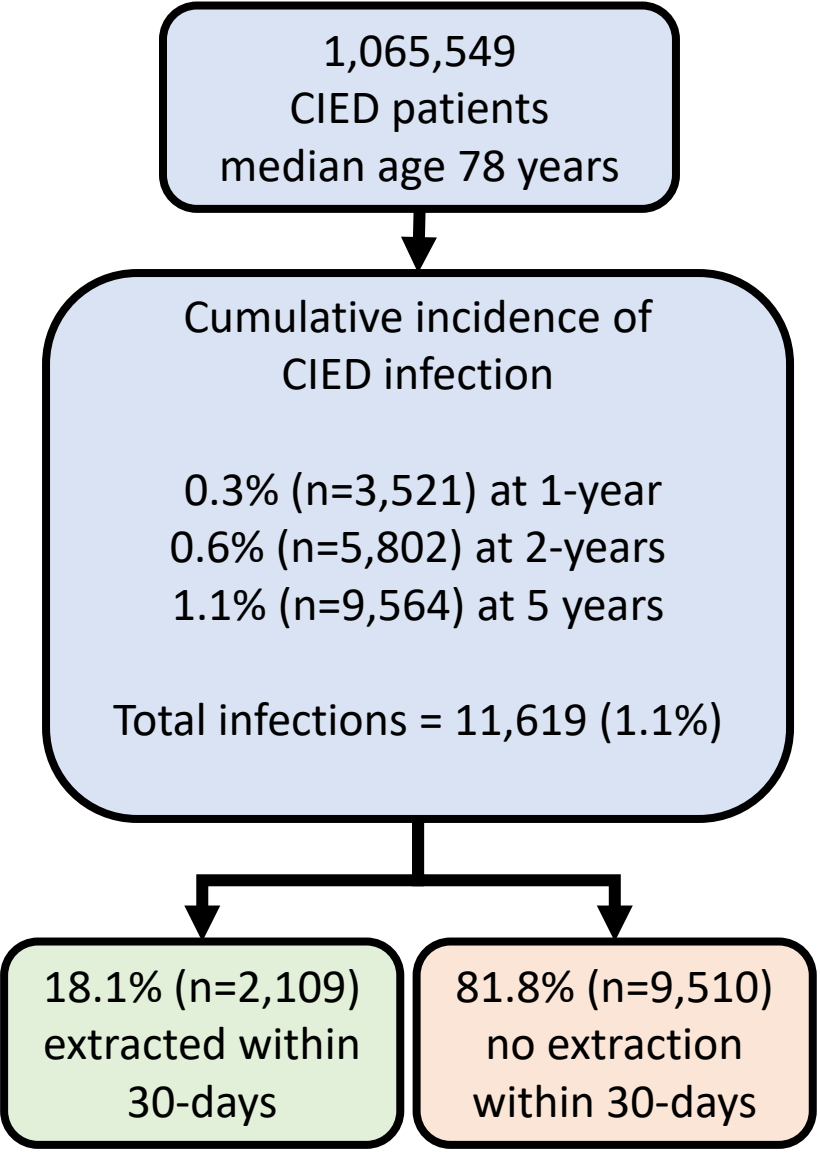 1,065,549
CIED patients
median age 78 years
Cumulative incidence of
CIED infection
0.3% (n=3,521) at 1-year
0.6% (n=5,802) at 2-years
1.1% (n=9,564) at 5 years
Total infections = 11,619 (1.1%)
18.1% (n=2,109)
extracted within
30-days
81.8% (n=9,510)
no extraction
within 30-days